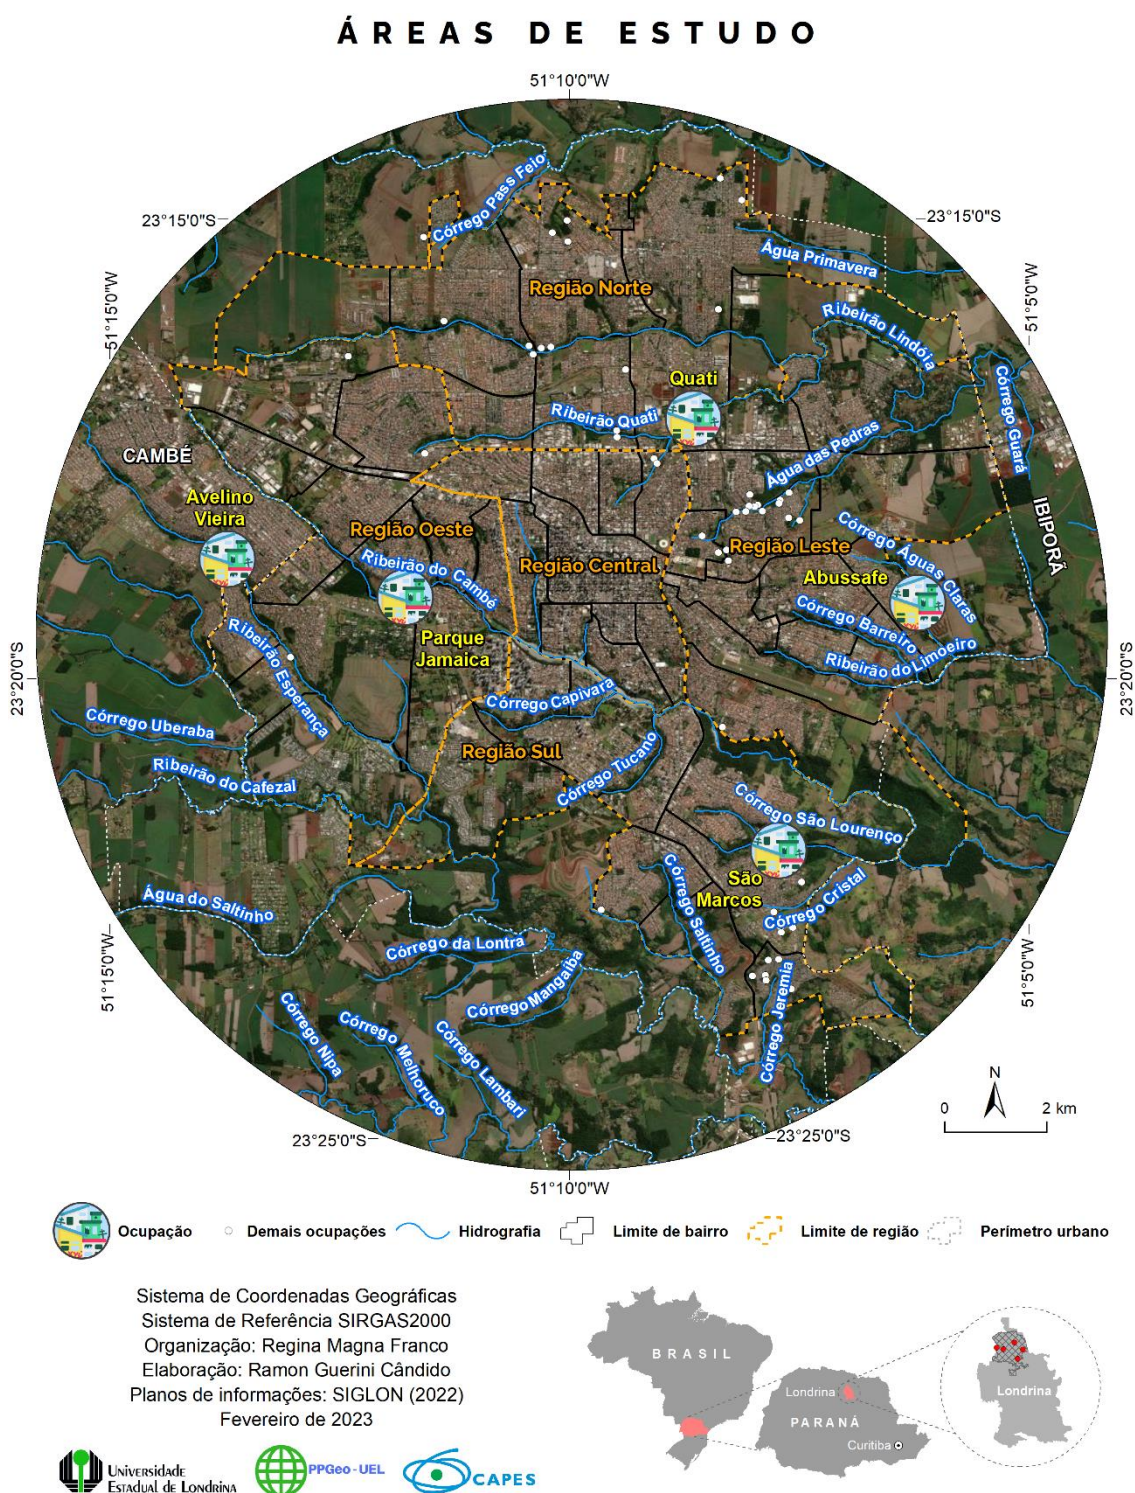 ÁREAS DE ESTUDO
51°10'0"W
23°15'0"S
23°15'0"S
51°15'0"W
51°5'0"W
Córrego Pass Feio
Água Primavera
Região Norte
Ribeirão Lindóia
Quati
Ribeirão Quati
Córrego Guará
CAMBÉ
Água das Pedras
Avelino
Vieira
IBIPORÃ
Região Oeste
Região Leste
Córrego Águas Claras
Ribeirão do Cambé
Região Central
Abussafe
Parque
Jamaica
Córrego Barreiro
Ribeirão do Limoeiro
Ribeirão Esperança
23°20'0"S
23°20'0"S
Córrego Capivara
Córrego Uberaba
Região Sul
Córrego Tucano
Ribeirão do Cafezal
Córrego São Lourenço
São
Marcos
Córrego Cristal
Água do Saltinho
Córrego Saltinho
Córrego da Lontra
51°15'0"W
51°5'0"W
Córrego Mangaíba
Córrego Jeremia
Córrego Nipa
Córrego Melhoruco
Córrego Lambari
N
0 2 km
23°25'0"S
23°25'0"S
51°10'0"W
Ocupação
Demais ocupações
Hidrografia
Limite de bairro
Limite de região
Perímetro urbano
Sistema de Coordenadas Geográficas
Sistema de Referência SIRGAS2000
Organização: Regina Magna Franco
Elaboração: Ramon Guerini Cândido
Planos de informações: SIGLON (2022)
Fevereiro de 2023
BRASIL
Londrina
PARANÁ
Curitiba
Londrina
UNIVERSIDADE
ESTADUAL DE LONDRINA
PPGeo-UEL
CAPES